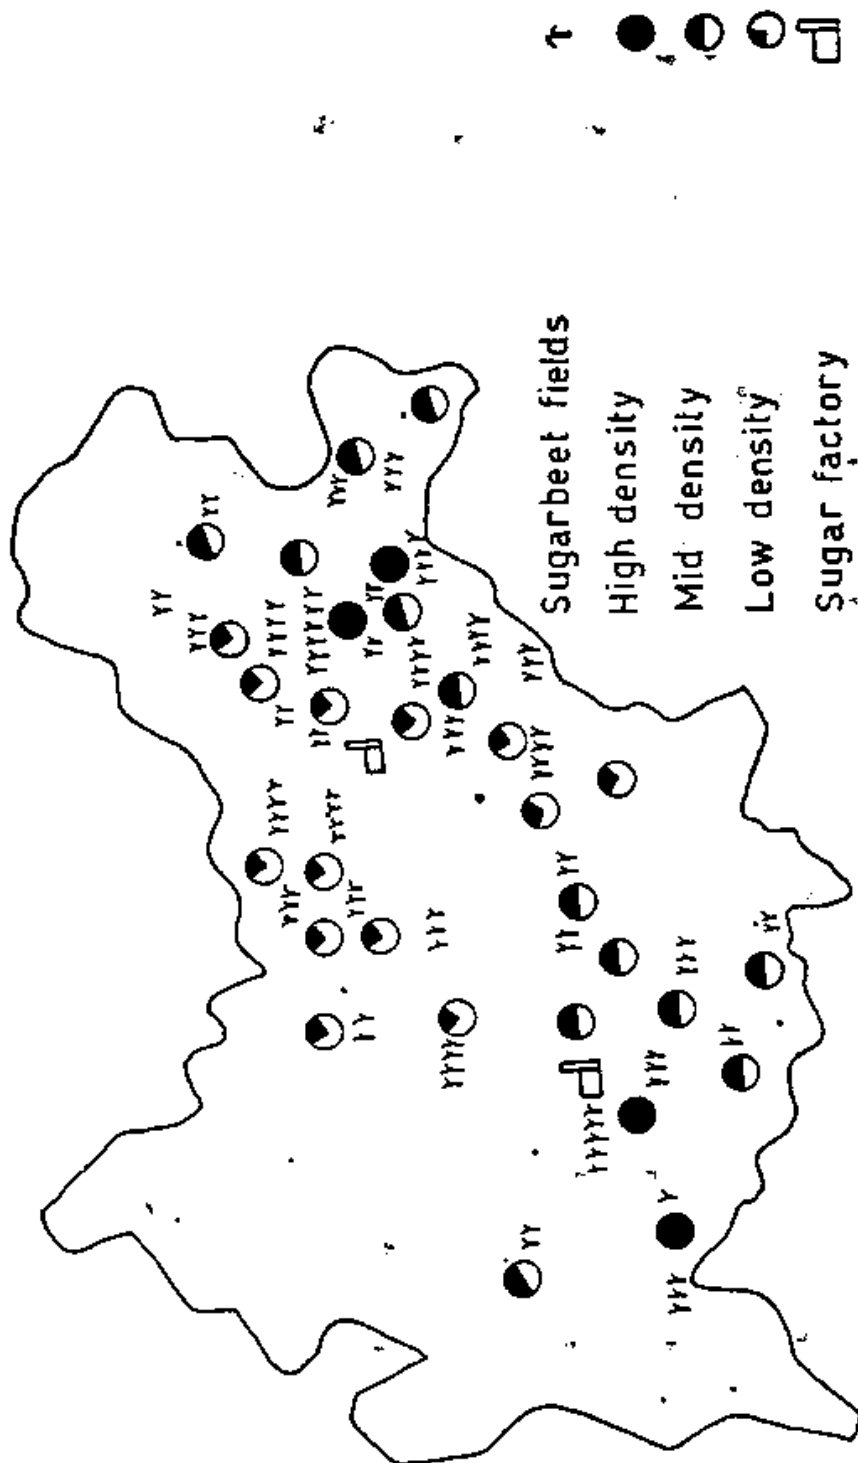 Sugarbeet fields
High density
Mid density
Low density
Sugar factory